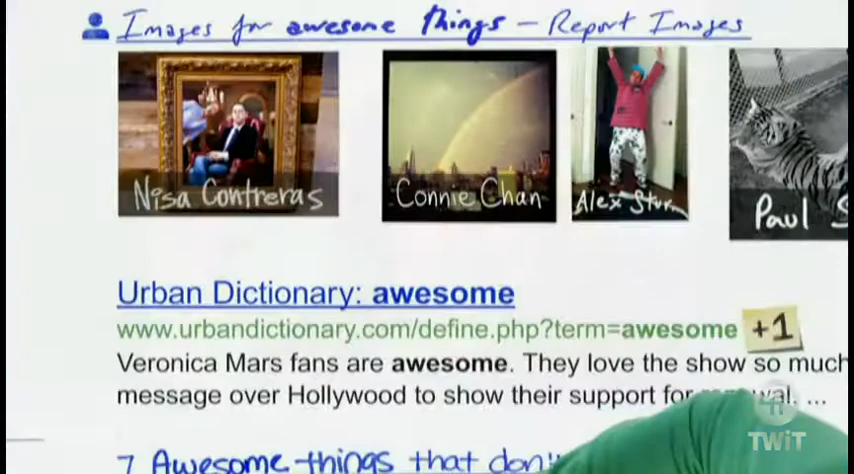 Images for awesome things – Report Images
Nisa Contreras
Connie Chan
Alex Sturm
Paul
Urban Dictionary: awesome
www.urbandictionary.com/define.php?term=awesome +1
Veronica Mars fans are awesome. They love the show so much
message over Hollywood to show their support for ...
7 Awesome things that don't
TWiT